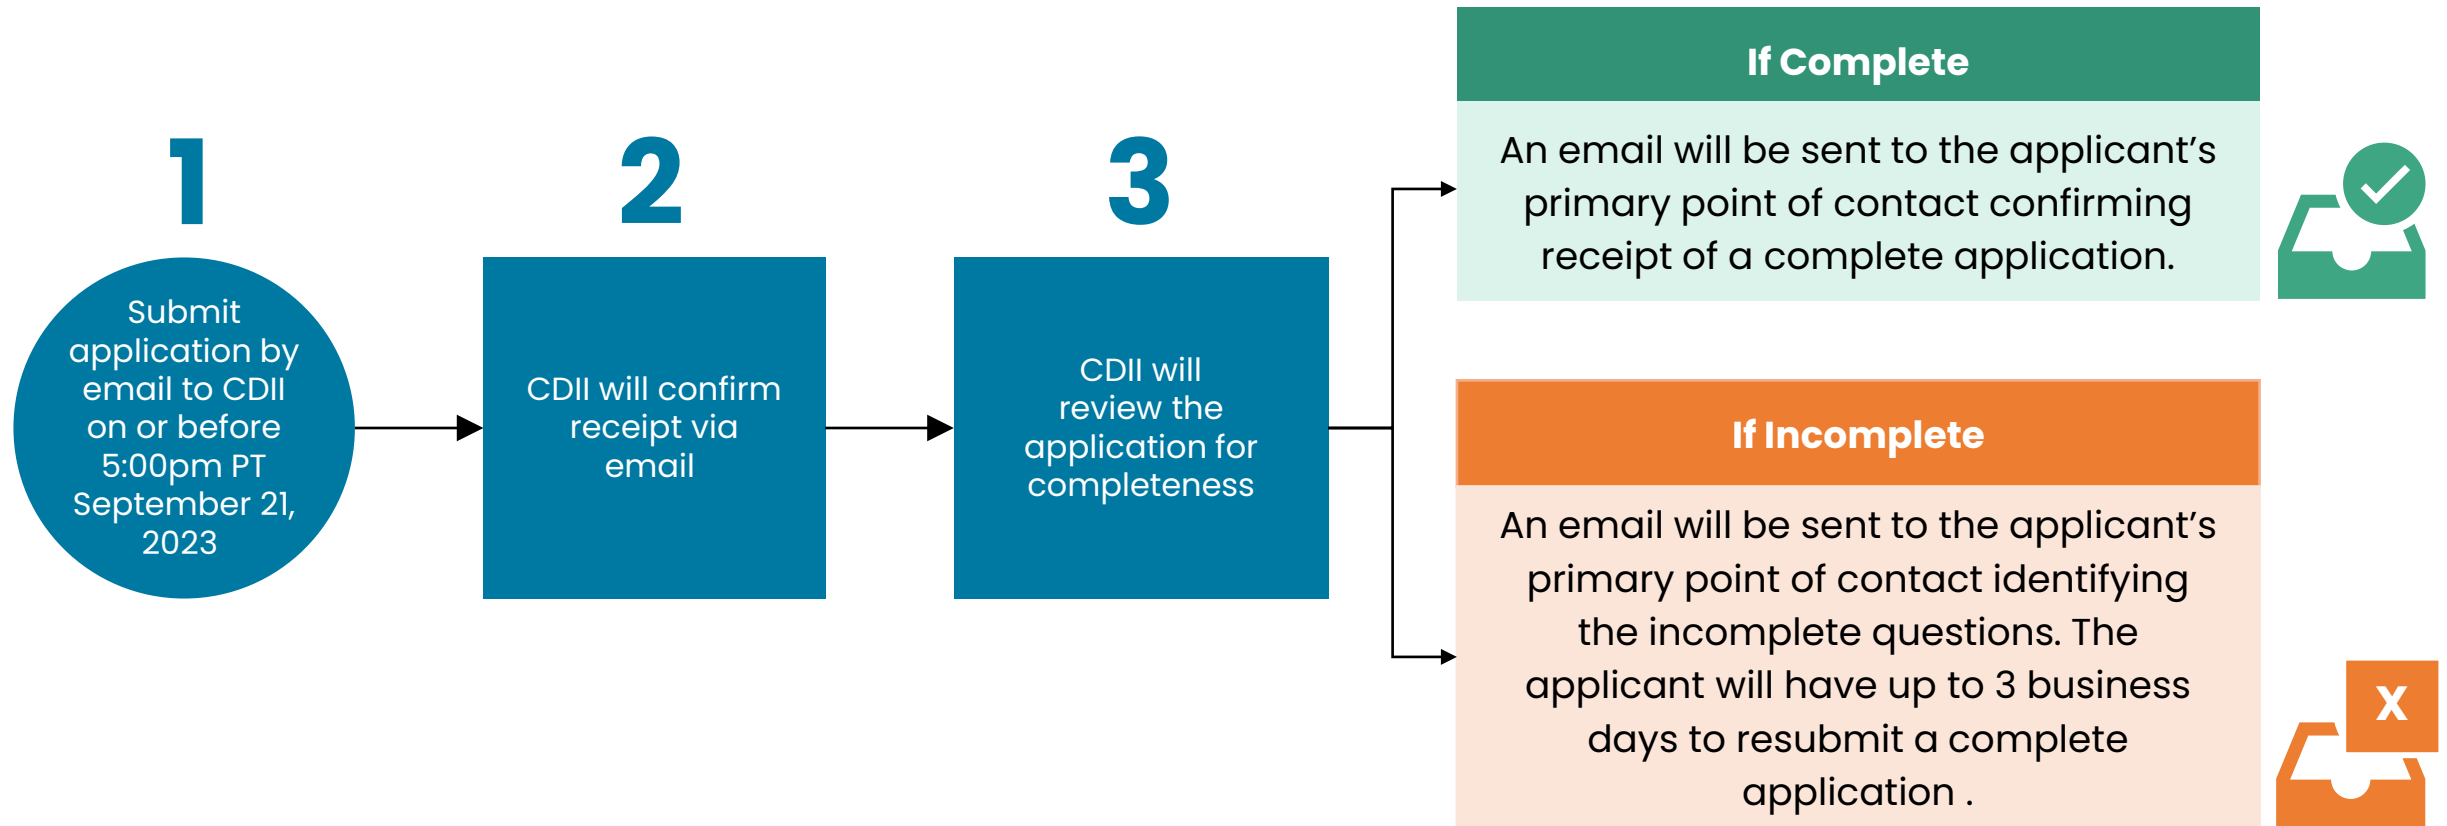 1
Submit
application by
email to CDII
on or before
5:00pm PT
September 21,
2023
2
CDII will confirm
receipt via
email
3
CDII will
review the
application for
completeness
If Complete
An email will be sent to the applicant’s
primary point of contact confirming
receipt of a complete application.
If Incomplete
An email will be sent to the applicant’s
primary point of contact identifying
the incomplete questions. The
applicant will have up to 3 business
days to resubmit a complete
application .
X